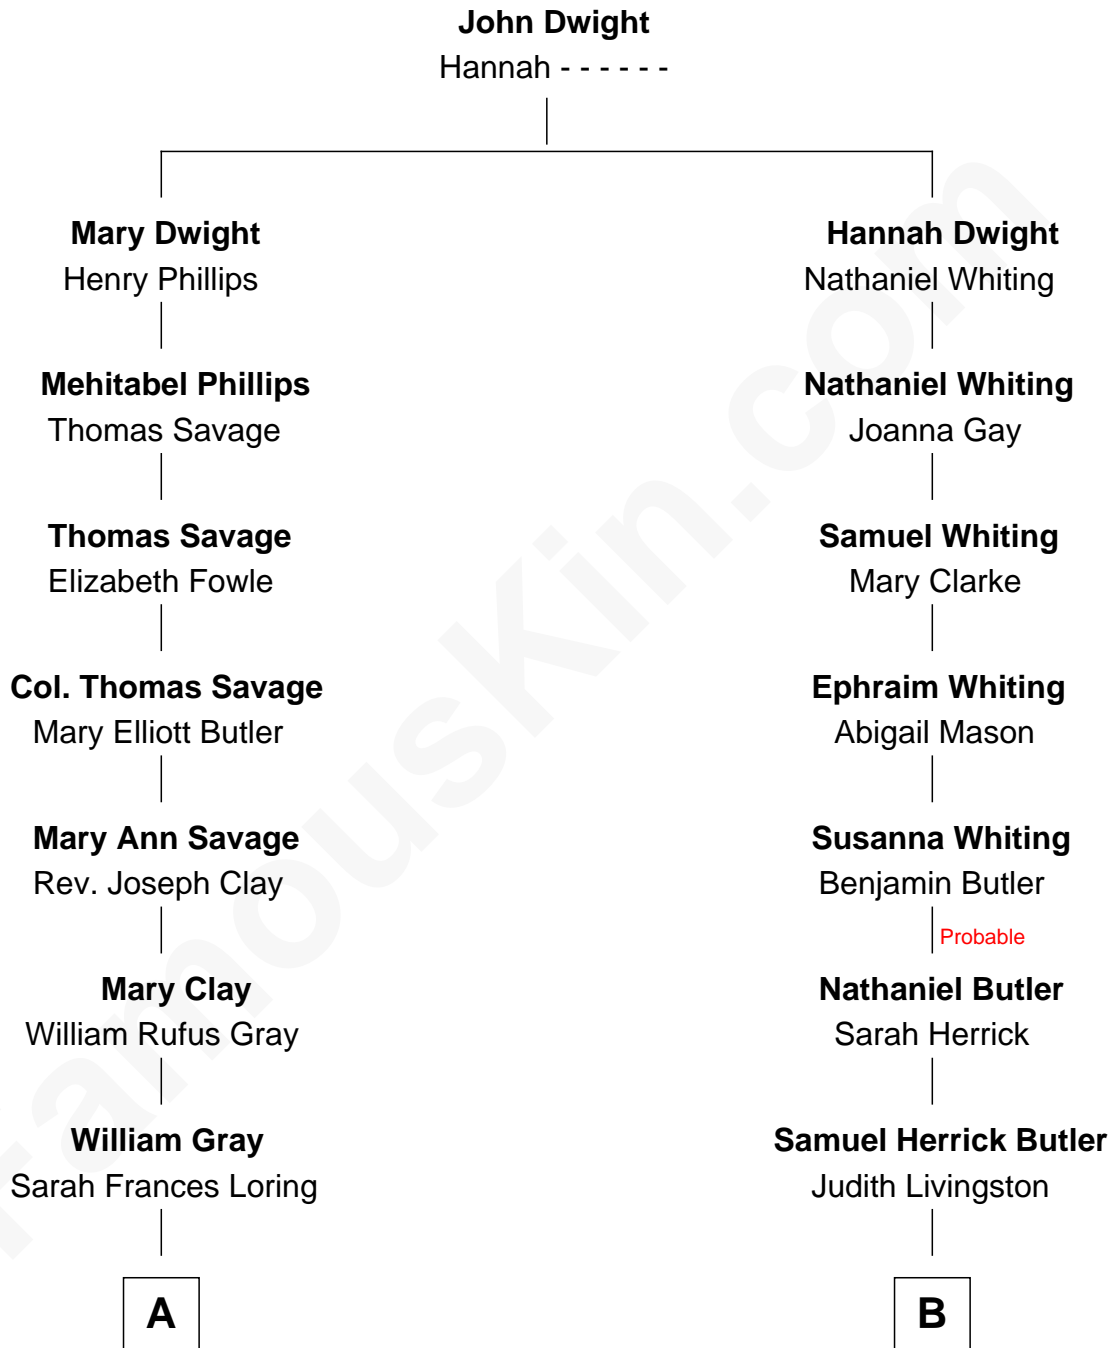 John Dwight
Hannah - - - - - -
Mary Dwight
Henry Phillips
Hannah Dwight
Nathaniel Whiting
Mehitabel Phillips
Thomas Savage
Nathaniel Whiting
Joanna Gay
Thomas Savage
Elizabeth Fowle
Samuel Whiting
Mary Clarke
Col. Thomas Savage
Mary Elliott Butler
Ephraim Whiting
Abigail Mason
Mary Ann Savage
Rev. Joseph Clay
Susanna Whiting
Benjamin Butler
Probable
Mary Clay
William Rufus Gray
Nathaniel Butler
Sarah Herrick
William Gray
Sarah Frances Loring
Samuel Herrick Butler
Judith Livingston
A
B
FamousKin.com